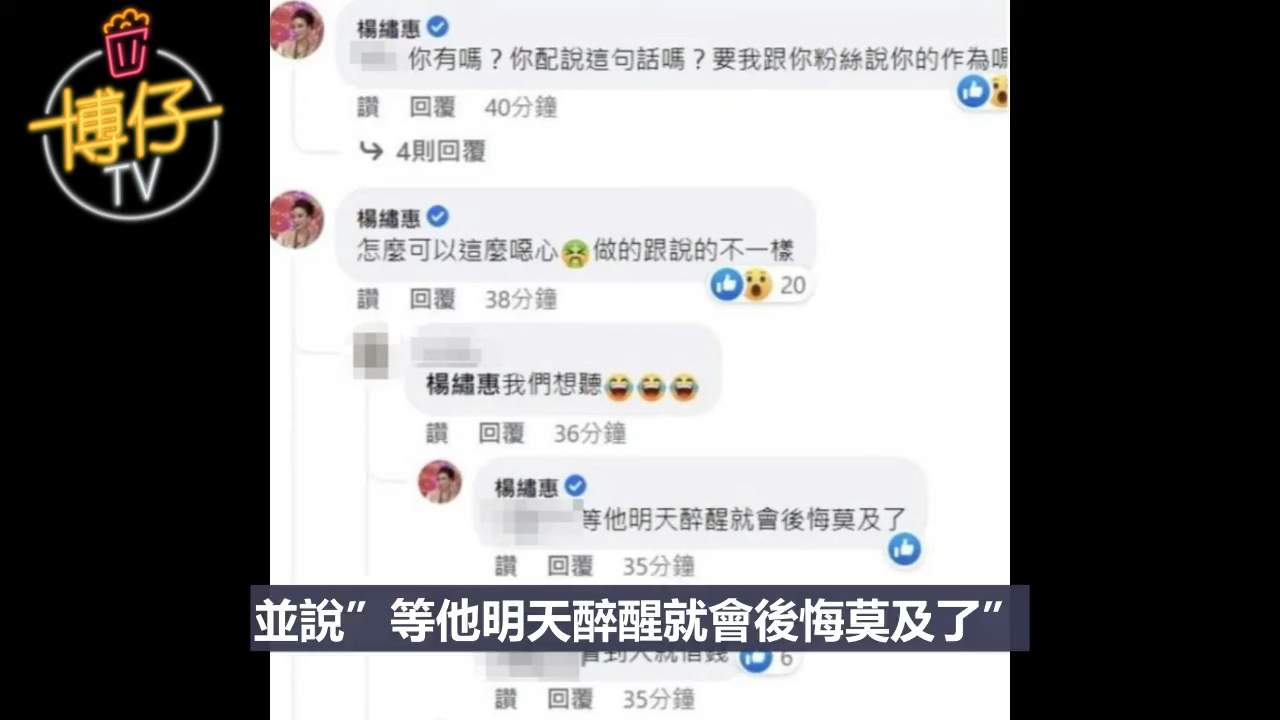 博仔
TV
楊繡惠
你有嗎？你配說這句話嗎？要我跟你粉絲說你的作為嗎
讚 回覆 40分鐘
4則回覆
楊繡惠
怎麼可以這麼噁心🤮做的跟說的不一樣
20
讚 回覆 38分鐘
楊繡惠我們想聽😂😂😂
讚 回覆 36分鐘
楊繡惠
等他明天醉醒就會後悔莫及了
讚 回覆 35分鐘
並說”等他明天醉醒就會後悔莫及了”
看到人就借錢
6
讚 回覆 35分鐘